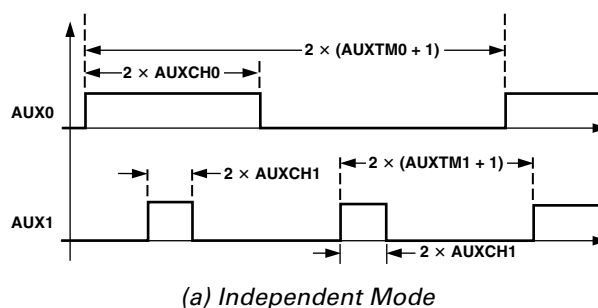 2 × (AUXTM0 + 1)
2 × AUXCH0
AUX0
2 × (AUXTM1 + 1)
2 × AUXCH1
AUX1
2 × AUXCH1
(a) Independent Mode